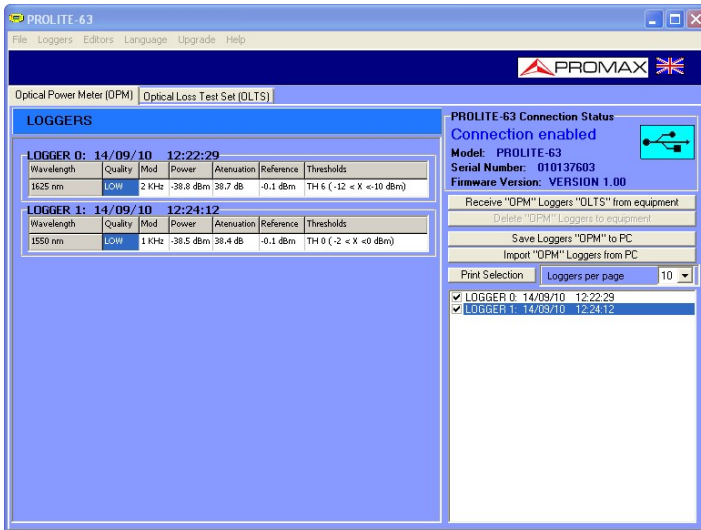 PROLITE-63
File Loggers Editors Language Upgrade Help
PROMAX
Optical Power Meter (OPM) Optical Loss Test Set (OLTS)
LOGGERS
LOGGER 0: 14/09/10 12:22:29
Wavelength Quality Mod Power Atenuation Reference Thresholds
1625 nm LOW 2 KHz -38.8 dBm 38.7 dB -0.1 dBm TH 6 ( -12 < X <-10 dBm)
LOGGER 1: 14/09/10 12:24:12
Wavelength Quality Mod Power Atenuation Reference Thresholds
1550 nm LOW 1 KHz -38.5 dBm 38.4 dB -0.1 dBm TH 0 ( -2 < X <0 dBm)
PROLITE-63 Connection Status
Connection enabled
Model: PROLITE-63
Serial Number: 010137603
Firmware Version: VERSION 1.00
Receive "OPM" Loggers "OLTS" from equipment
Delete "OPM" Loggers to equipment
Save Loggers "OPM" to PC
Import "OPM" Loggers from PC
Print Selection Loggers per page 10
LOGGER 0: 14/09/10 12:22:29
LOGGER 1: 14/09/10 12:24:12